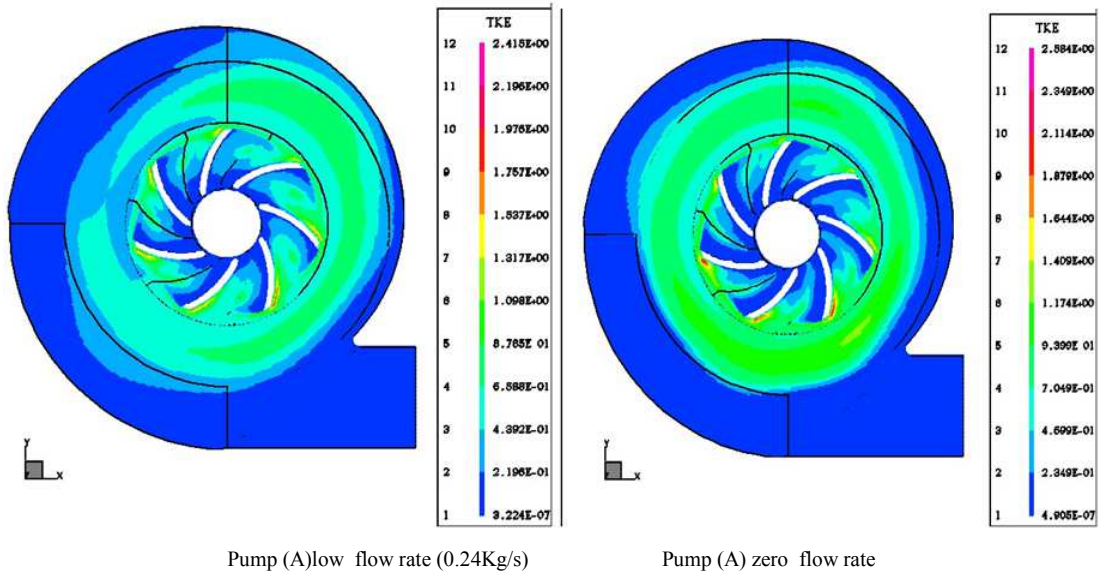 TKE
12 2.415E+00
11 2.196E+00
10 1.976E+00
9 1.757E+00
8 1.537E+00
7 1.317E+00
6 1.098E+00
5 8.785E 01
4 6.588E-01
3 4.392E-01
2 2.196E-01
1 3.224E-07
y
x
TKE
12 2.584E+00
11 2.349E+00
10 2.114E+00
9 1.879E+00
8 1.644E+00
7 1.409E+00
6 1.174E+00
5 9.399E 01
4 7.049E-01
3 4.699E-01
2 2.349E-01
1 4.905E-07
y
x
Pump (A)low flow rate (0.24Kg/s)
Pump (A) zero flow rate